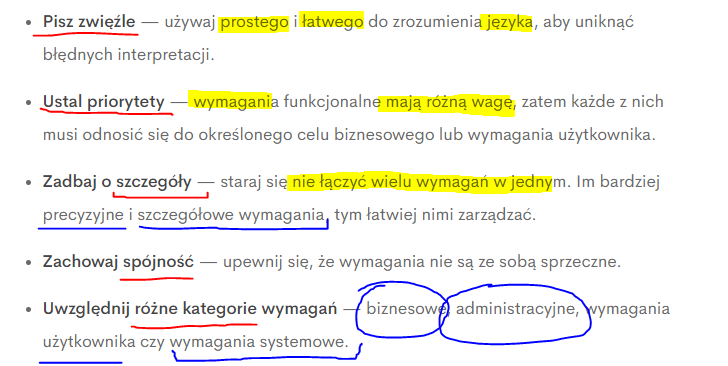 • Pisz zwięźle — używaj prostego i łatwego do zrozumienia języka, aby uniknąć
błędnych interpretacji.
• Ustal priorytety — wymagania funkcjonalne mają różną wagę, zatem każde z nich
musi odnosić się do określonego celu biznesowego lub wymagania użytkownika.
• Zadbaj o szczegóły — staraj się nie łączyć wielu wymagań w jednym. Im bardziej
precyzyjne i szczegółowe wymagania, tym łatwiej nimi zarządzać.
• Zachowaj spójność — upewnij się, że wymagania nie są ze sobą sprzeczne.
• Uwzględnij różne kategorie wymagań — biznesowe, administracyjne, wymagania
użytkownika czy wymagania systemowe.